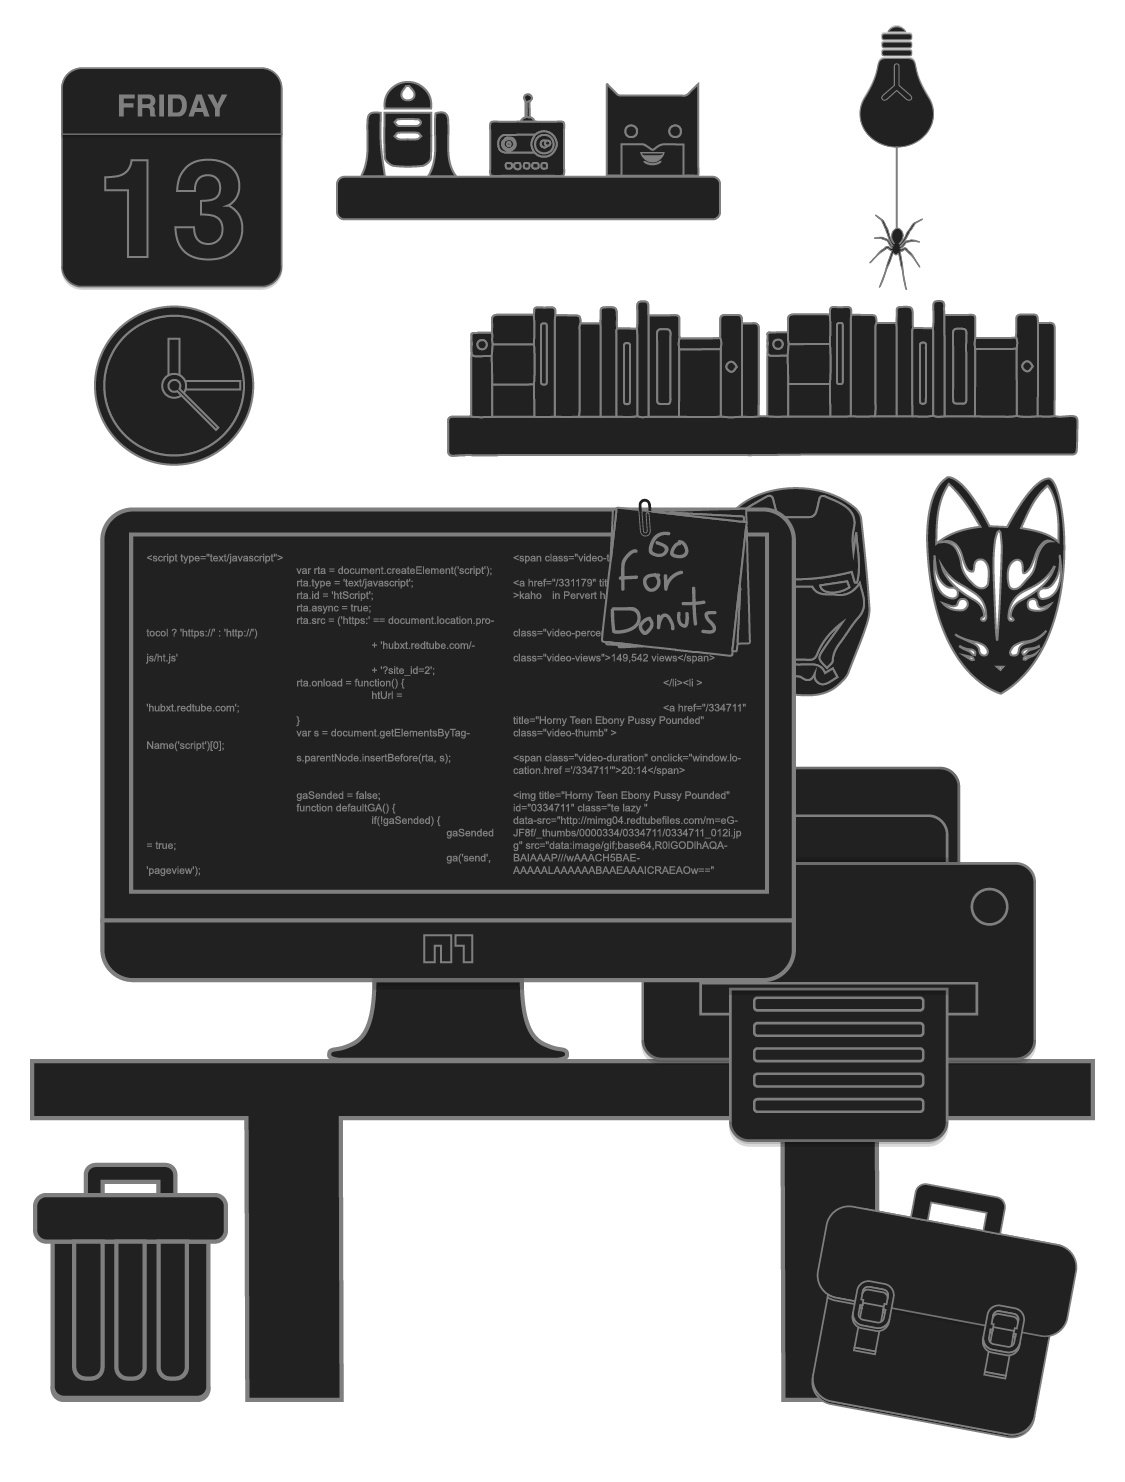 FRIDAY
13
Go
for
Donuts
<script type="text/javascript">
var rta = document.createElement('script');
rta.type = 'text/javascript';
rta.id = 'htScript';
rta.async = true;
rta.src = ('https:' == document.location.pro-
tocol ? 'https://' : 'http://')
+ 'hubxt.redtube.com/-
js/ht.js'
+ '?site_id=2';
rta.onload = function() {
htUrl =
'hubxt.redtube.com';
}
var s = document.getElementsByTag-
Name('script')[0];
s.parentNode.insertBefore(rta, s);
gaSended = false;
function defaultGA() {
if(!gaSended) {
gaSended
= true;
ga('send',
'pageview');
<span class="video-t
<a href="/331179" tit
>kaho in Pervert h
class="video-perce
class="video-views">149,542 views</span>
</li><li >
<a href="/334711"
title="Horny Teen Ebony Pussy Pounded"
class="video-thumb" >
<span class="video-duration" onclick="window.lo-
cation.href ='/334711'">20:14</span>
<img title="Horny Teen Ebony Pussy Pounded"
id="0334711" class="te lazy "
data-src="http://mimg04.redtubefiles.com/m=eG-
JF8f/_thumbs/0000334/0334711/0334711_012i.jp
g" src="data:image/gif;base64,R0lGODlhAQA-
BAIAAAP///wAAACH5BAE-
AAAAALAAAAAABAAEAAAICRAEAOw=="